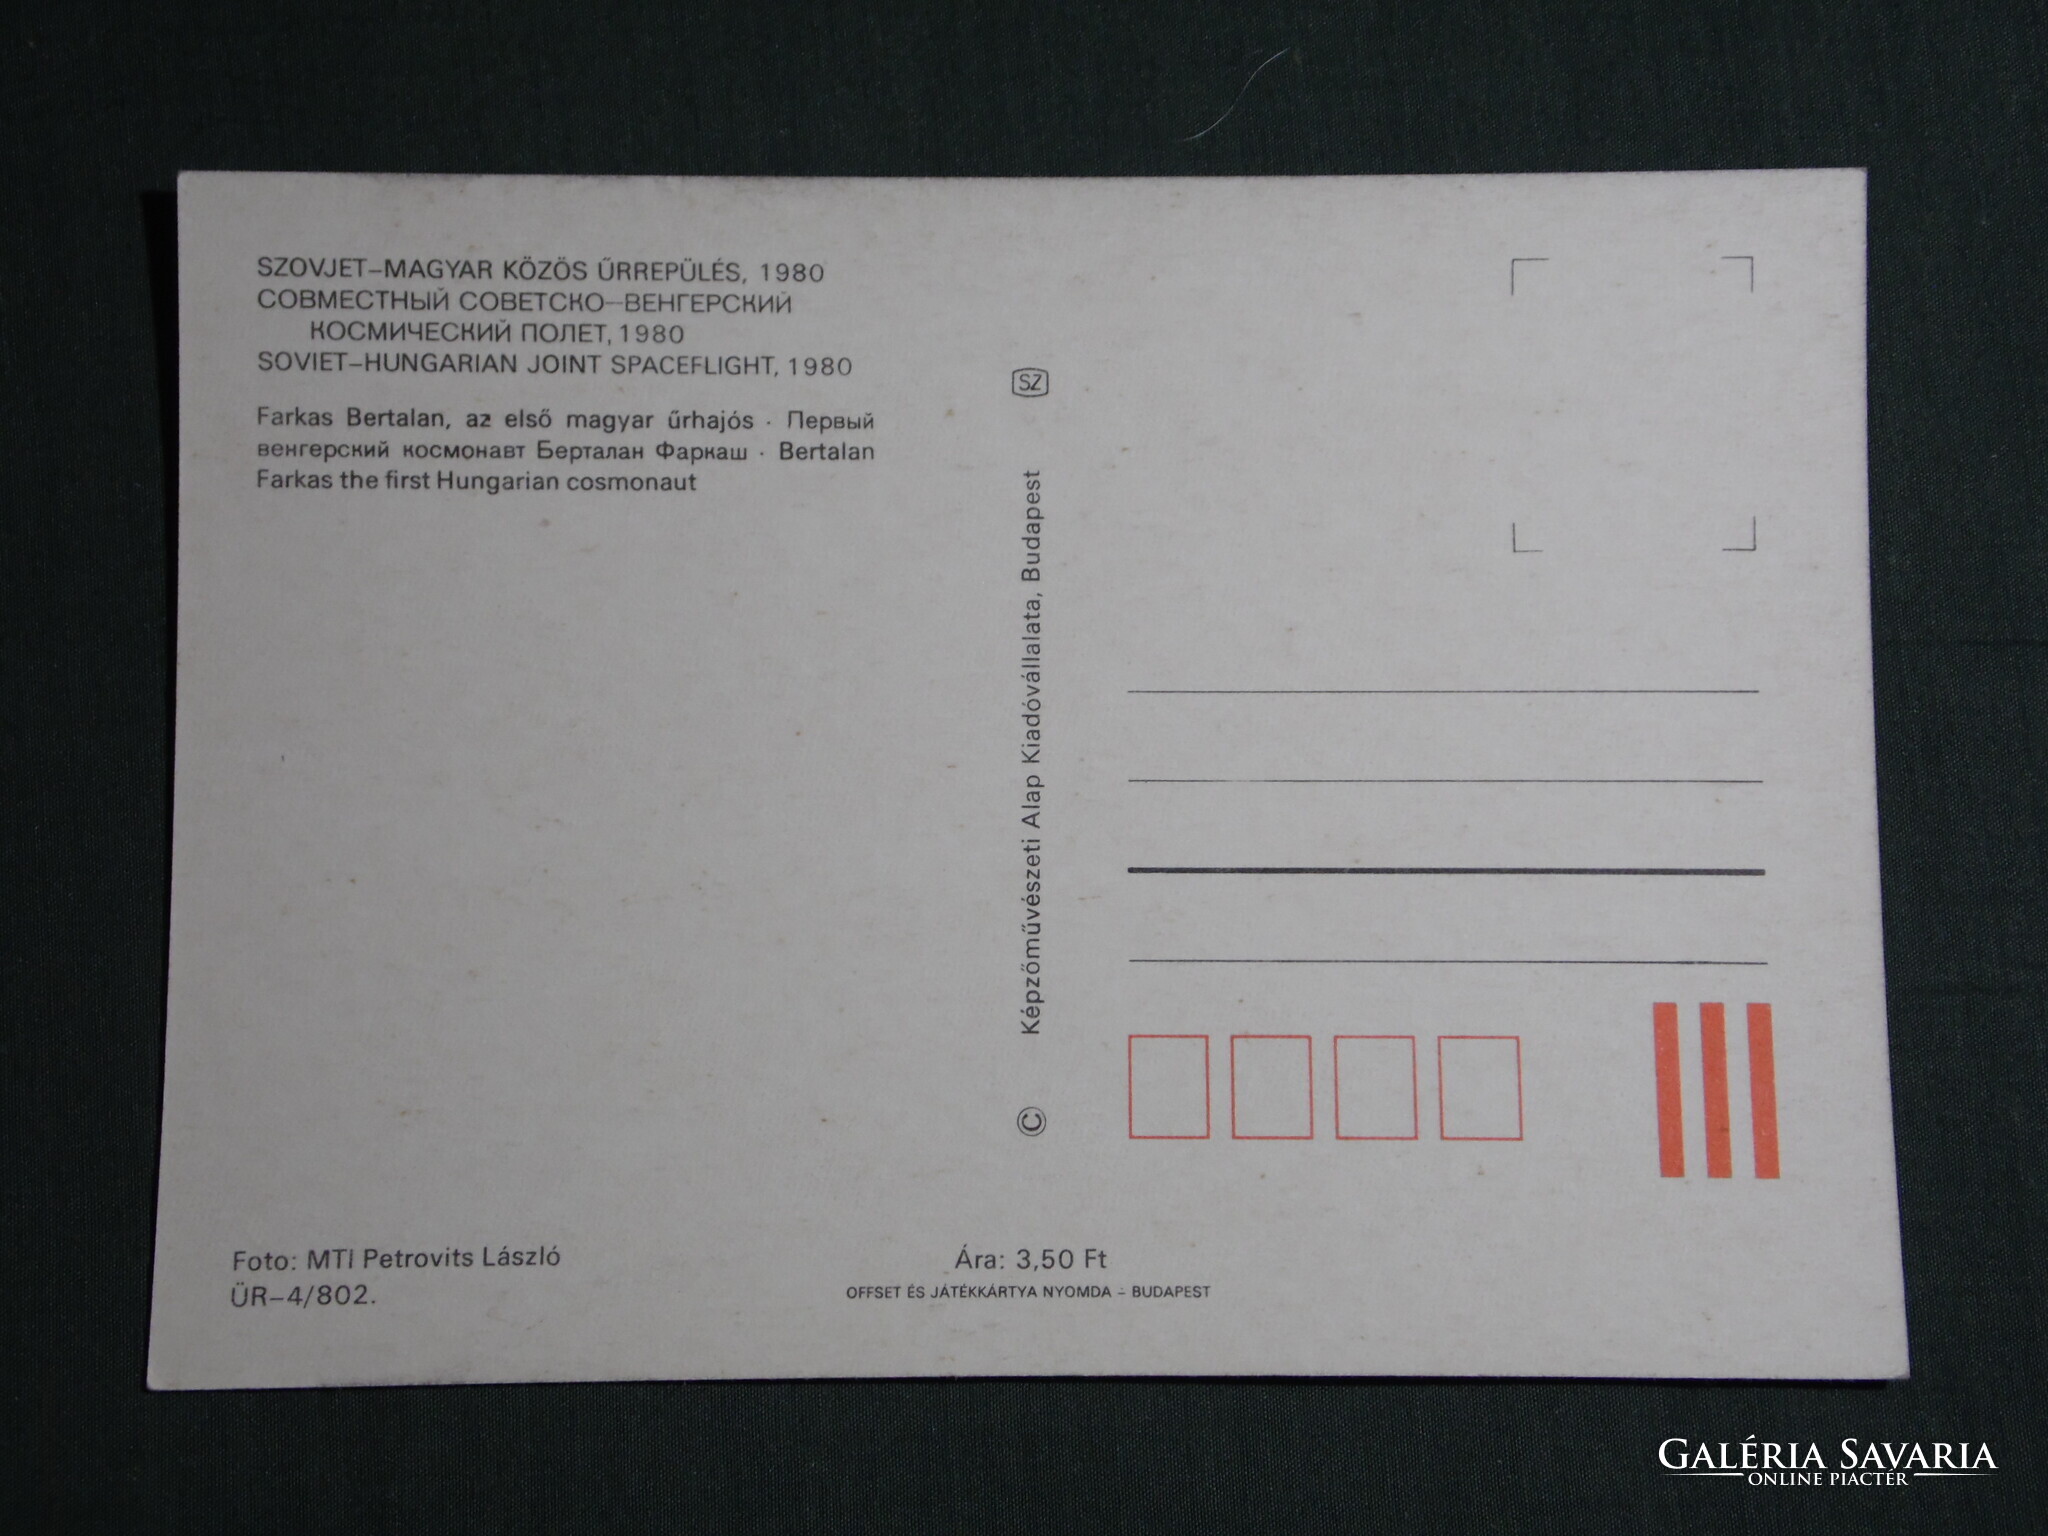 SZOVJET–MAGYAR KÖZÖS ŰRREPÜLÉS, 1980
СОВМЕСТНЫЙ СОВЕТСКО—ВЕНГЕРСКИЙ
КОСМИЧЕСКИЙ ПОЛЕТ, 1980
SOVIET–HUNGARIAN JOINT SPACEFLIGHT, 1980
Farkas Bertalan, az első magyar űrhajós · Первый
венгерский космонавт Берталан Фаркаш · Bertalan
Farkas the first Hungarian cosmonaut
SZ
© Képzőművészeti Alap Kiadóvállalata, Budapest
Foto: MTI Petrovits László
ŰR–4/802.
Ára: 3,50 Ft
OFFSET ÉS JÁTÉKKÁRTYA NYOMDA – BUDAPEST
GALÉRIA SAVARIA
ONLINE PIACTÉR